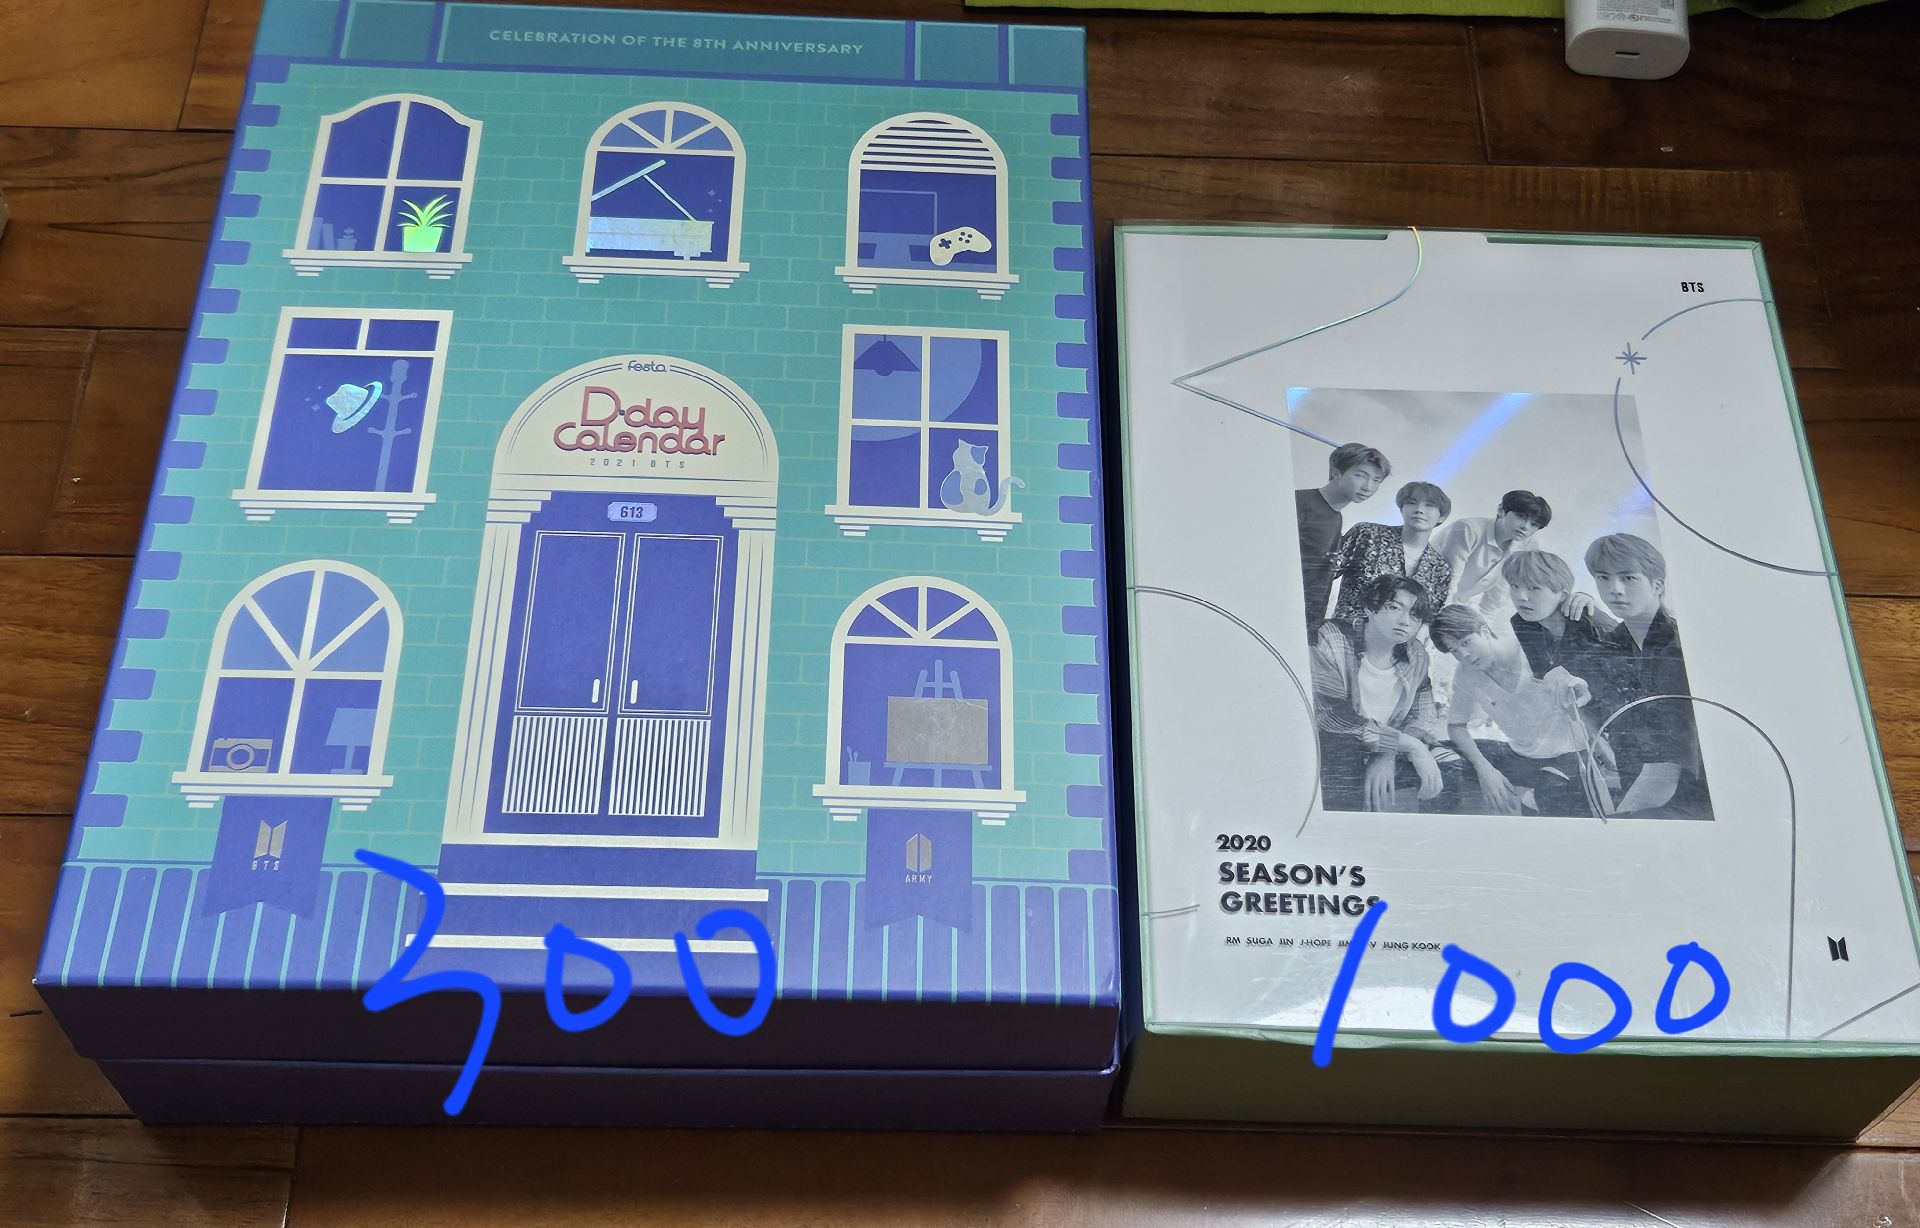 CELEBRATION OF THE 8TH ANNIVERSARY
festa
D-day
Calendar
2021 BTS
613
BTS
ARMY
300
BTS
2020
SEASON'S
GREETINGS
RM SUGA JIN J-HOPE JIM V JUNG KOOK
1000